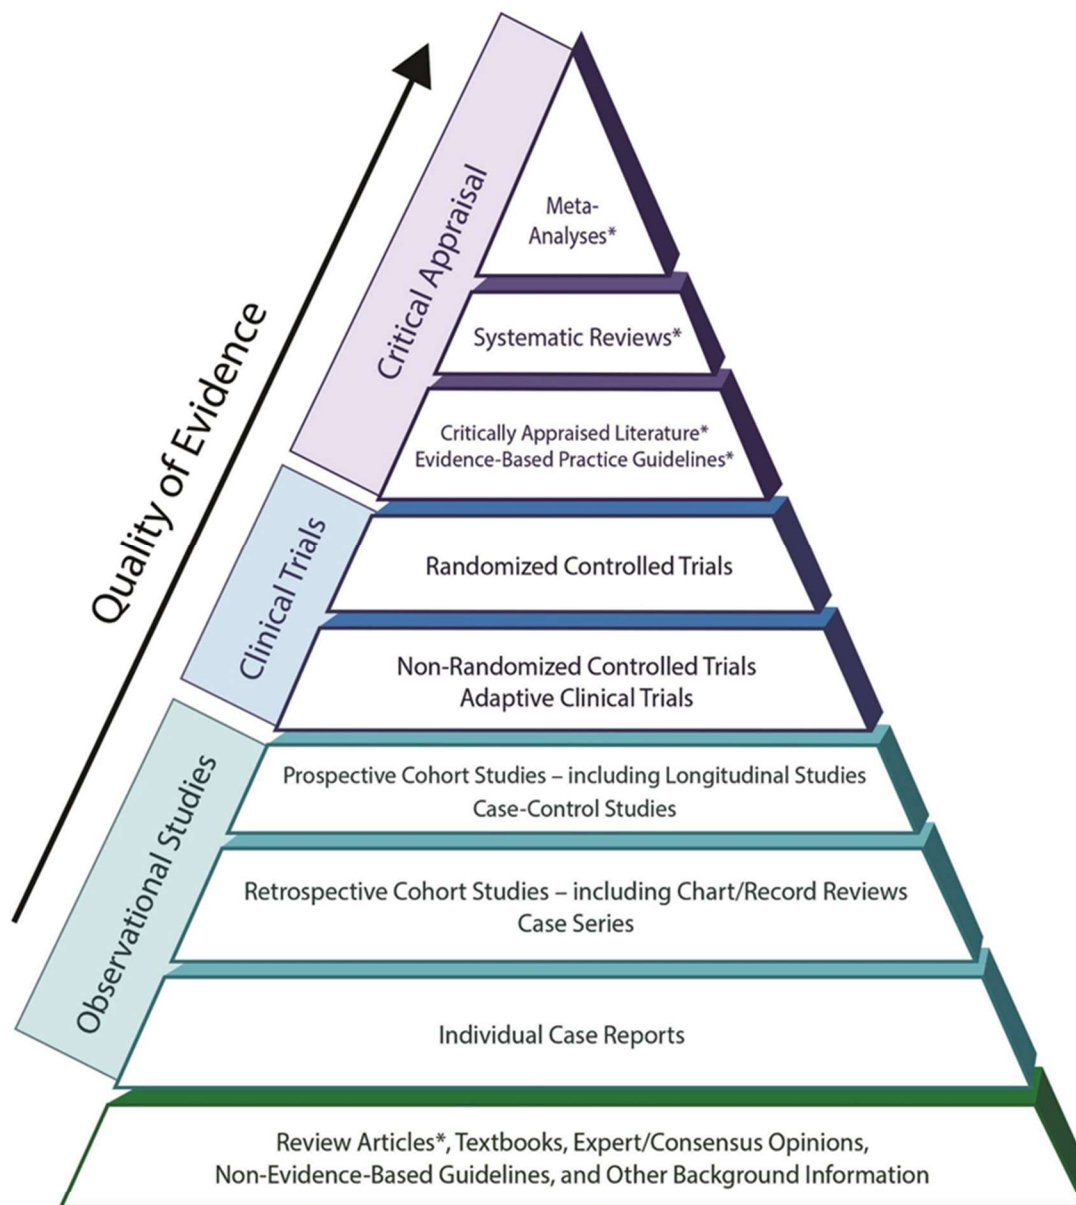 Quality of Evidence
Critical Appraisal
Meta-
Analyses*
Systematic Reviews*
Critically Appraised Literature*
Evidence-Based Practice Guidelines*
Clinical Trials
Randomized Controlled Trials
Non-Randomized Controlled Trials
Adaptive Clinical Trials
Observational Studies
Prospective Cohort Studies – including Longitudinal Studies
Case-Control Studies
Retrospective Cohort Studies – including Chart/Record Reviews
Case Series
Individual Case Reports
Review Articles*, Textbooks, Expert/Consensus Opinions,
Non-Evidence-Based Guidelines, and Other Background Information